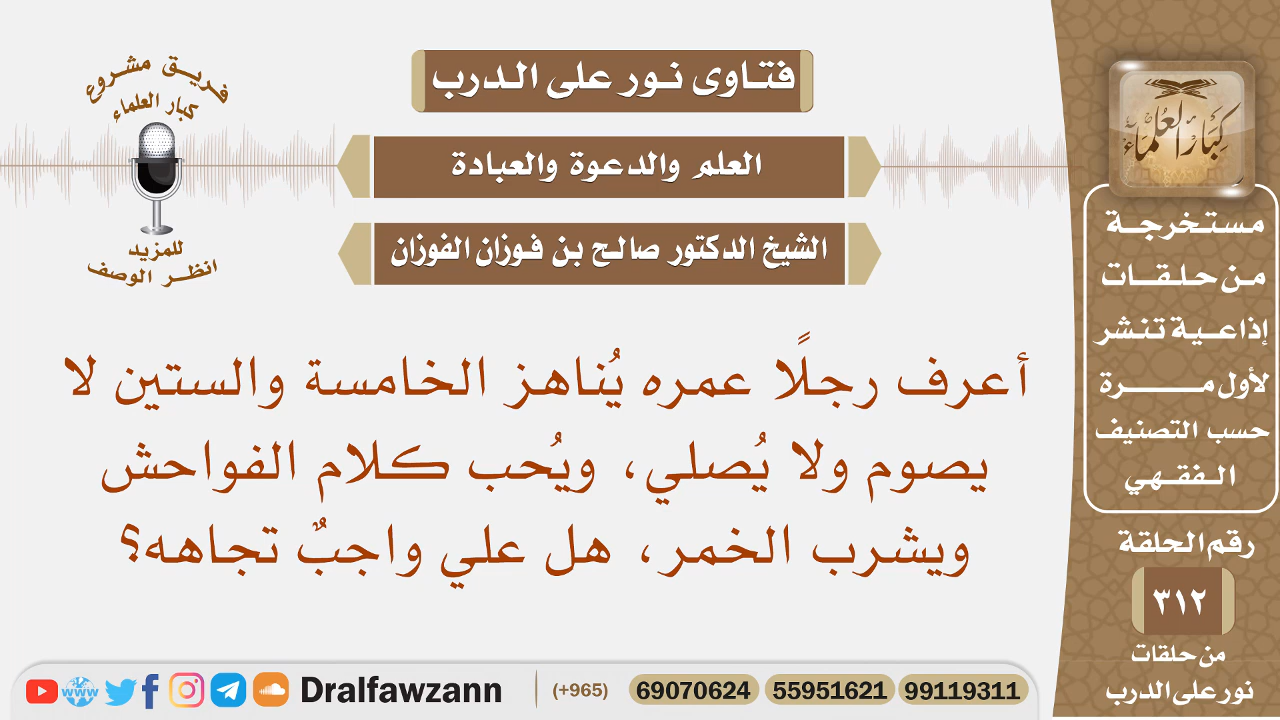 فتاوى نور على الدرب
العلم والدعوة والعبادة
الشيخ الدكتور صالح بن فوزان الفوزان
فريق مشروع
كبار العلماء
للمزيد
انظر الوصف
أعرف رجلًا عمره يُناهز الخامسة والستين لا
يصوم ولا يُصلي، ويُحب كلام الفواحش
ويشرب الخمر، هل علي واجبٌ تجاهه؟
كبار العلماء
مستخرجة
من حلقات
إذاعية تنشر
لأول مرة
حسب التصنيف
الفقهي
رقم الحلقة
٣١٢
من حلقات
نور على الدرب
www
Dralfawzann
(+965)
69070624
55951621
99119311